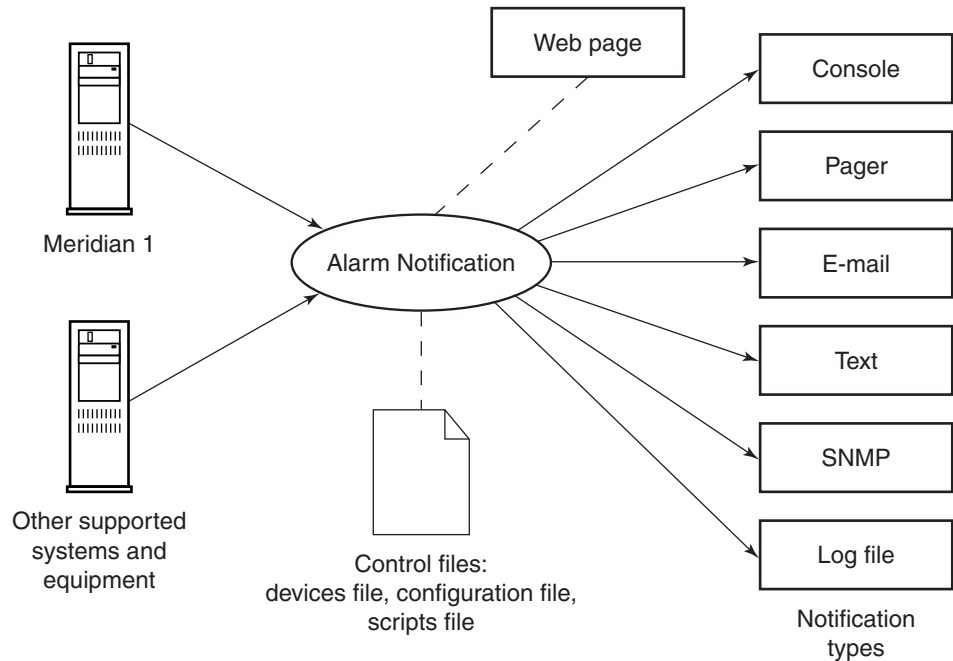 Web page
Console
Pager
Meridian 1
Alarm Notification
E-mail
Text
SNMP
Other supported
systems and
equipment
Control files:
devices file, configuration file,
scripts file
Log file
Notification
types